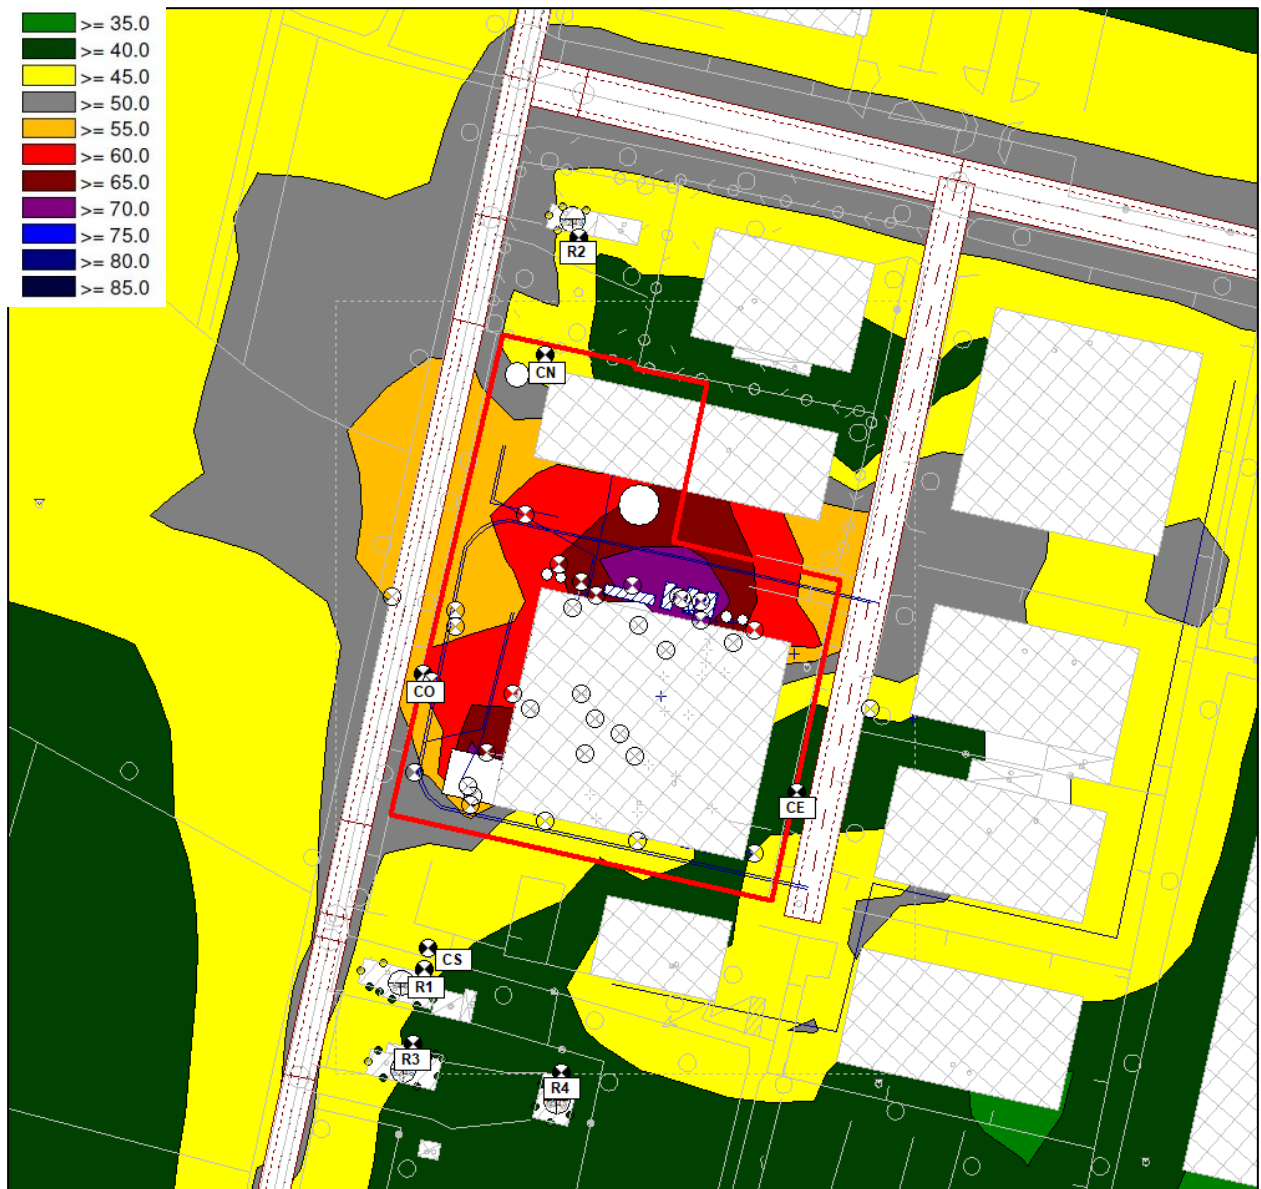 >= 35.0
>= 40.0
>= 45.0
>= 50.0
>= 55.0
>= 60.0
>= 65.0
>= 70.0
>= 75.0
>= 80.0
>= 85.0
R2
CN
CO
CE
CS
R1
R3
R4